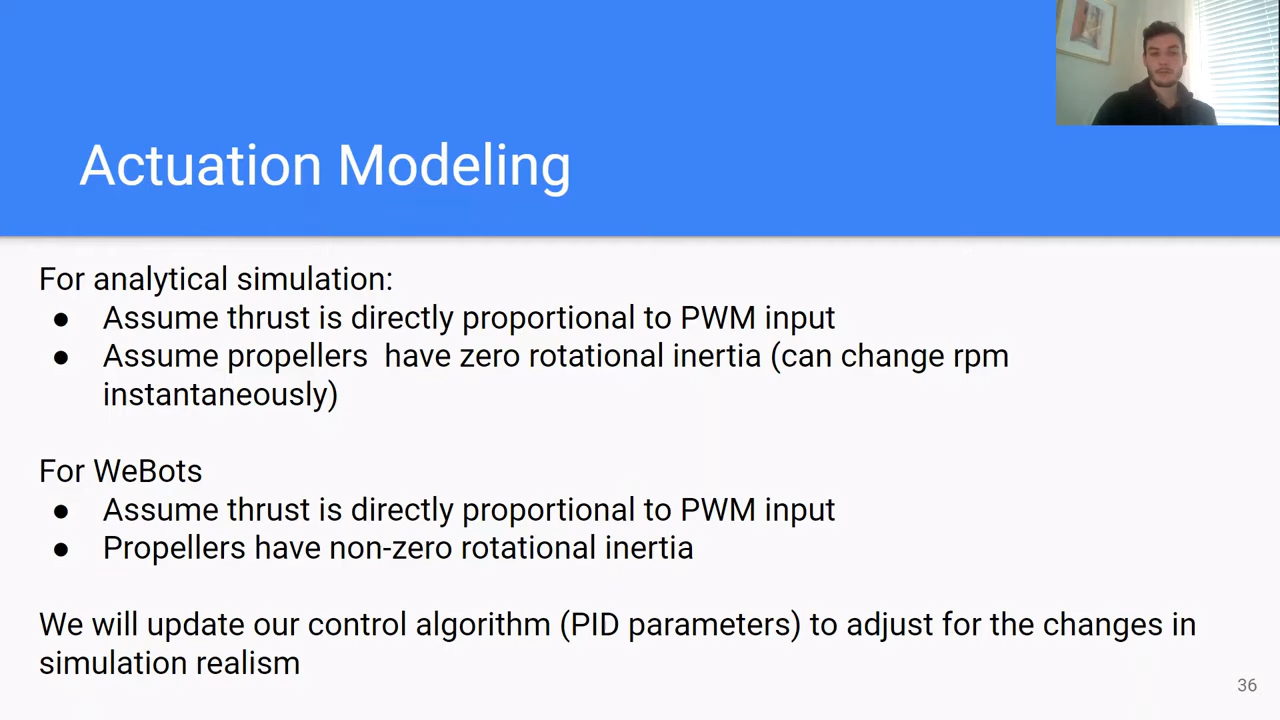 Actuation Modeling
For analytical simulation:
● Assume thrust is directly proportional to PWM input
● Assume propellers  have zero rotational inertia (can change rpm
instantaneously)
For WeBots
● Assume thrust is directly proportional to PWM input
● Propellers have non-zero rotational inertia
We will update our control algorithm (PID parameters) to adjust for the changes in
simulation realism
36